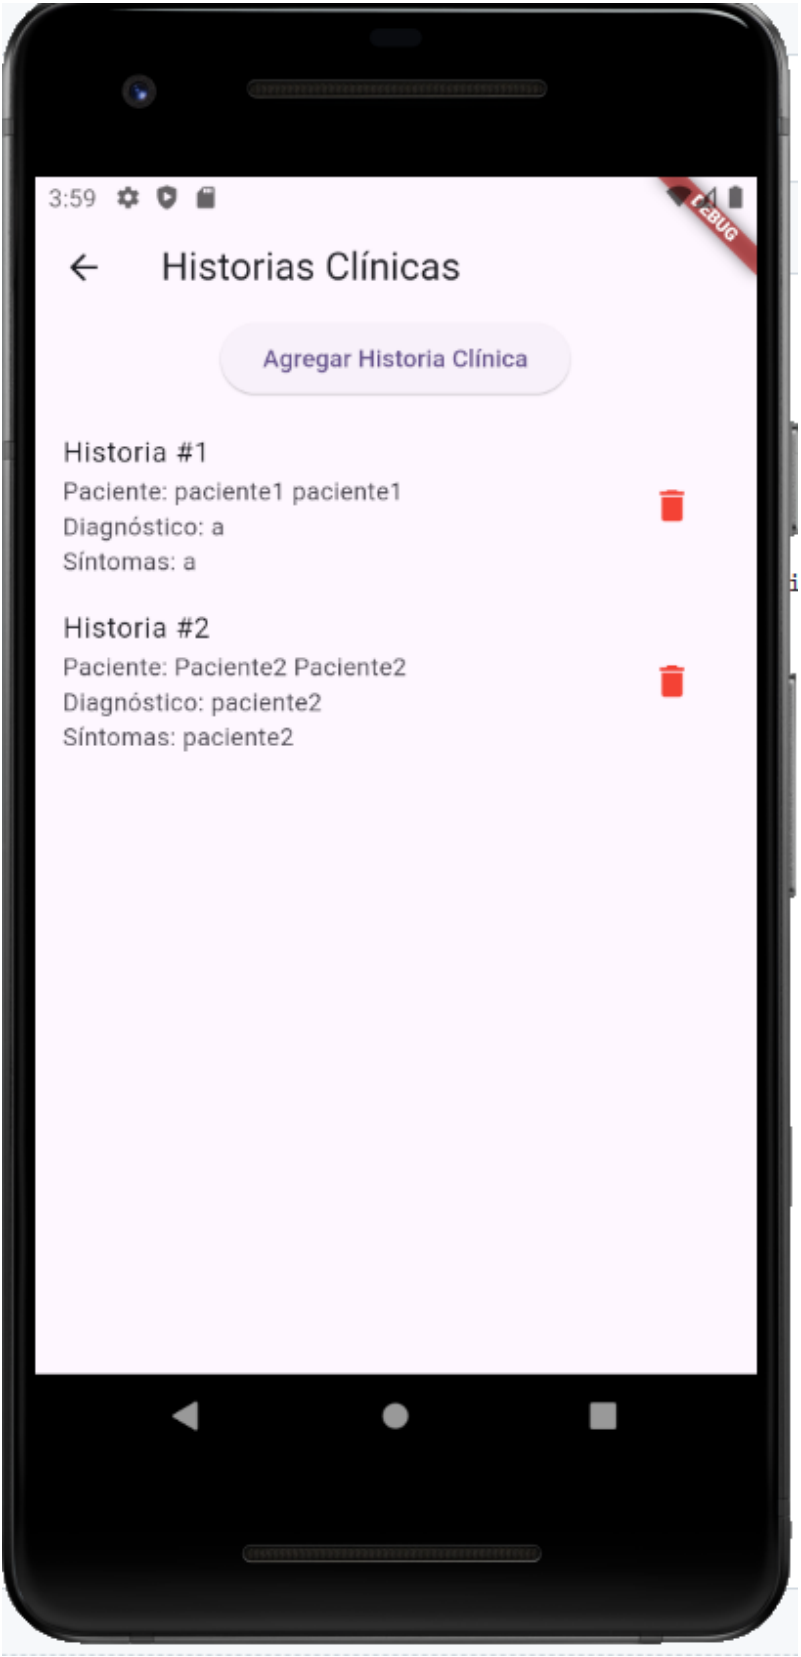 3:59
DEBUG
Historias Clínicas
Agregar Historia Clínica
Historia #1
Paciente: paciente1 paciente1
Diagnóstico: a
Síntomas: a
Historia #2
Paciente: Paciente2 Paciente2
Diagnóstico: paciente2
Síntomas: paciente2